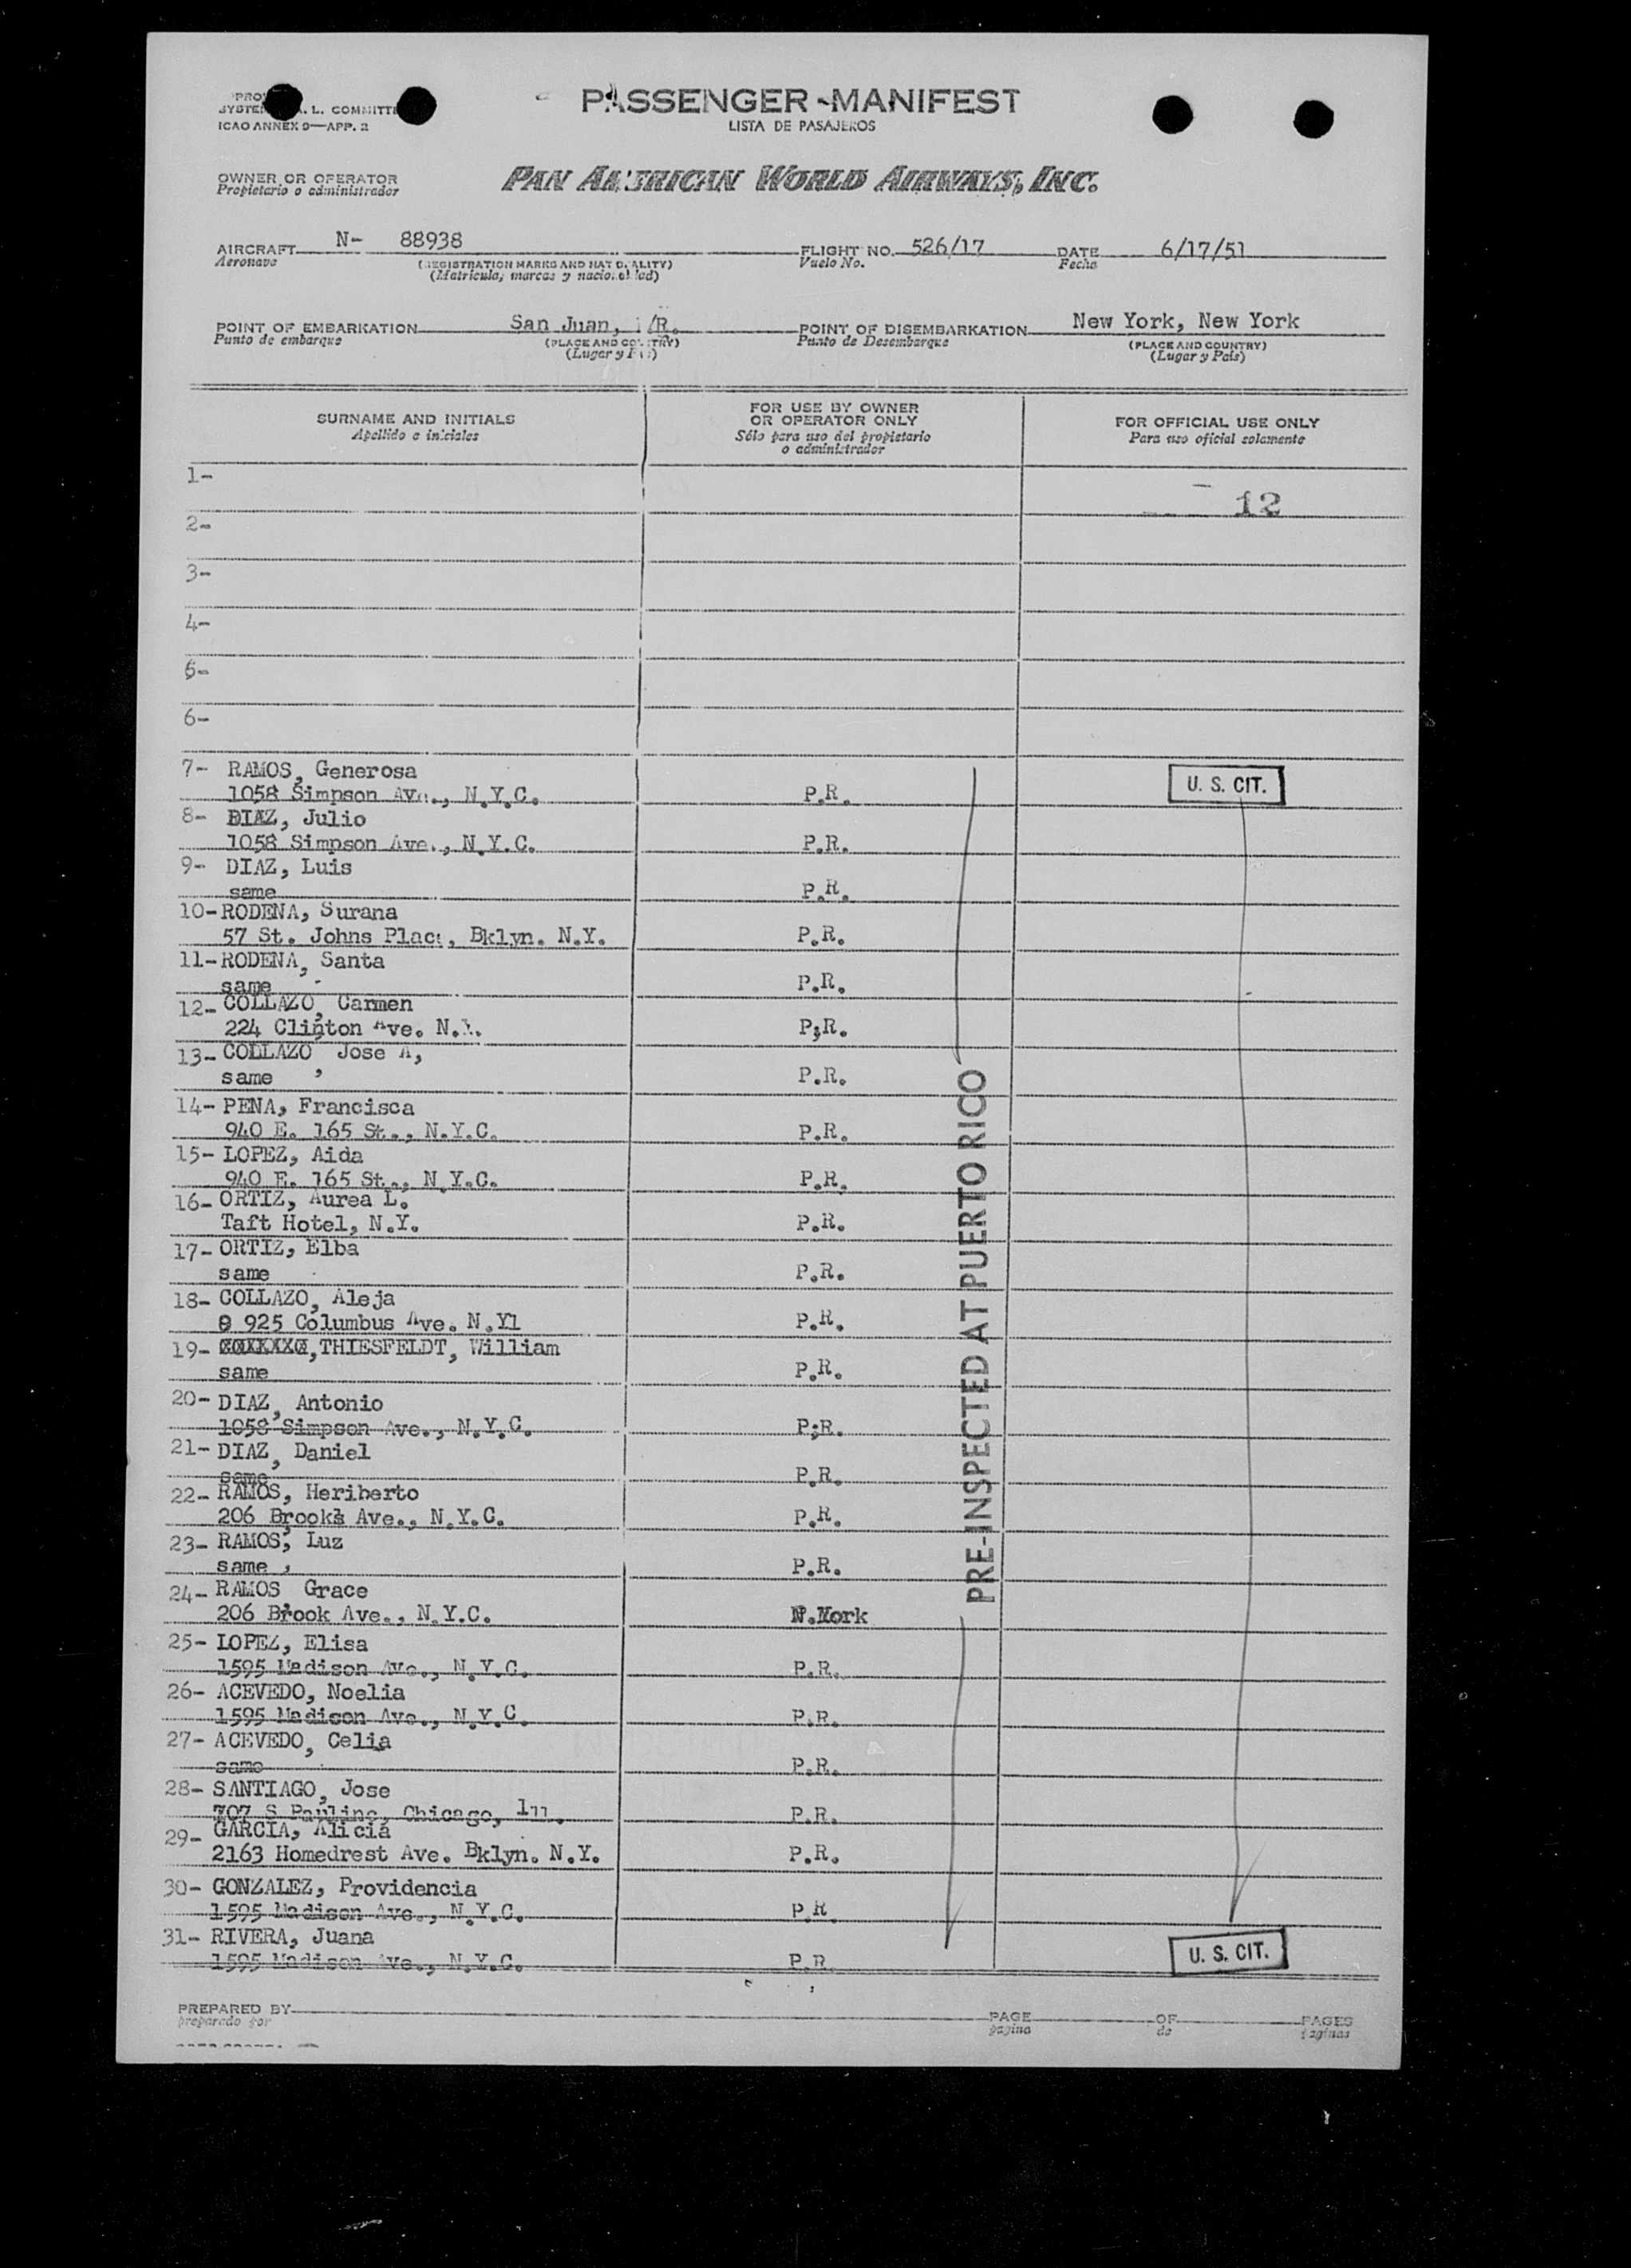 SYSTEM L. COMMITTEE
ICAO ANNEX 9—APP. 2
PASSENGER-MANIFEST
LISTA DE PASAJEROS
OWNER OR OPERATOR
Propietario o administrador
PAN AMERICAN WORLD AIRWAYS, INC.
AIRCRAFT N- 88938 FLIGHT NO. 526/17 DATE 6/17/51
Aeronave (REGISTRATION MARKS AND NATIONALITY) Vuelo No. Fecha
(Matricula, marcas y nacionalidad)
POINT OF EMBARKATION San Juan, /R. POINT OF DISEMBARKATION New York, New York
Punto de embarque (PLACE AND COUNTRY) Punto de Desembarque (PLACE AND COUNTRY)
(Lugar y País) (Lugar y País)
SURNAME AND INITIALS FOR USE BY OWNER OR OPERATOR ONLY FOR OFFICIAL USE ONLY
Apellido e iniciales Sólo para uso del propietario o administrador Para uso oficial solamente
1-
12
2-
3-
4-
5-
6-
7- RAMOS, Generosa
1058 Simpson Ave., N.Y.C. P.R. U. S. CIT.
8- DIAZ, Julio
1058 Simpson Ave., N.Y.C. P.R.
9- DIAZ, Luis
same P.R.
10- RODENA, Surana
57 St. Johns Place, Bklyn. N.Y. P.R.
11- RODENA, Santa
same P.R.
12- COLLAZO, Carmen
224 Clinton Ave. N.Y. P;R.
13- COLLAZO, Jose A,
same P.R.
14- PENA, Francisca
940 E. 165 St., N.Y.C. P.R.
15- LOPEZ, Aida
940 E. 165 St., N.Y.C. P.R.
16- ORTIZ, Aurea L.
Taft Hotel, N.Y. P.R.
17- ORTIZ, Elba
same P.R.
18- COLLAZO, Aleja
925 Columbus Ave. N.Yl P.R.
19- THIESFELDT, William
same P.R.
20- DIAZ, Antonio
1058 Simpson Ave., N.Y.C. P;R.
21- DIAZ, Daniel
same P.R.
22- RAMOS, Heriberto
206 Brook Ave., N.Y.C. P.R.
23- RAMOS, Luz
same P.R.
24- RAMOS, Grace
206 Brook Ave., N.Y.C. N.York
25- LOPEZ, Elisa
1595 Madison Ave., N.Y.C. P.R.
26- ACEVEDO, Noelia
1595 Madison Ave., N.Y.C. P.R.
27- ACEVEDO, Celia
same P.R.
28- SANTIAGO, Jose
707 S Pauline, Chicago, Ill. P.R.
29- GARCIA, Alicia
2163 Homedrest Ave. Bklyn. N.Y. P.R.
30- GONZALEZ, Providencia
1595 Madison Ave., N.Y.C. P.R
31- RIVERA, Juana
1595 Madison Ave., N.Y.C. P.R. U. S. CIT.
PRE-INSPECTED AT PUERTO RICO
PREPARED BY PAGE OF PAGES
preparado por página de páginas